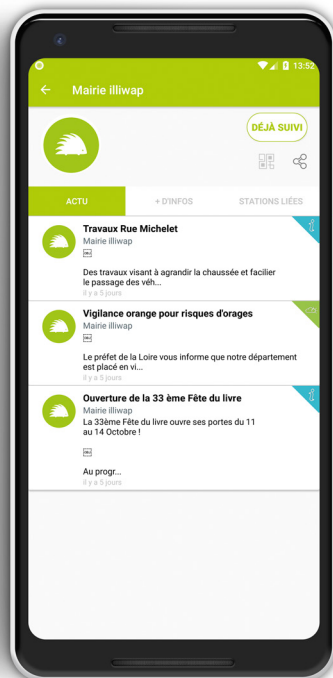 13:52
Mairie illiwap
DÉJÀ SUIVI
ACTU
+ D'INFOS
STATIONS LIÉES
Travaux Rue Michelet
Mairie illiwap
Des travaux visant à agrandir la chaussée et facilier
le passage des véh...
il y a 5 jours
Vigilance orange pour risques d'orages
Mairie illiwap
Le préfet de la Loire vous informe que notre département
est placé en vi...
il y a 5 jours
Ouverture de la 33 ème Fête du livre
Mairie illiwap
La 33ème Fête du livre ouvre ses portes du 11
au 14 Octobre !
Au progr...
il y a 5 jours